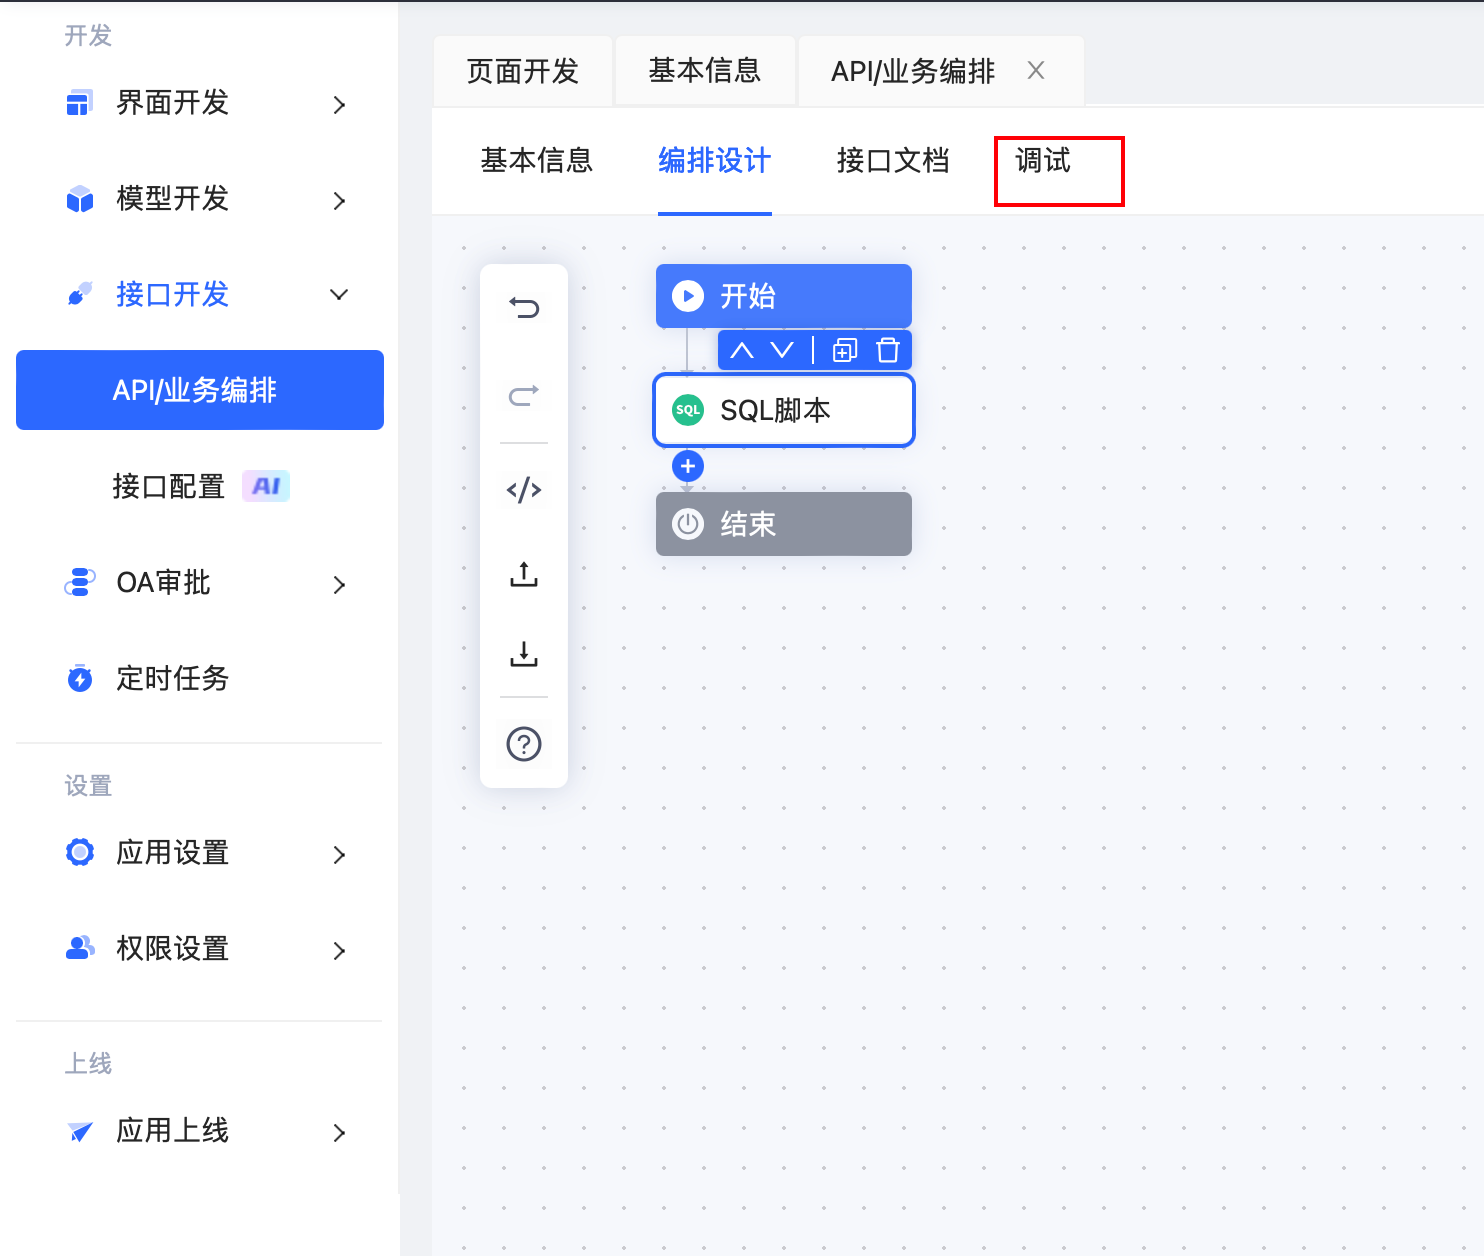 开发
界面开发
模型开发
接口开发
API/业务编排
接口配置 AI
OA审批
定时任务
设置
应用设置
权限设置
上线
应用上线
页面开发
基本信息
API/业务编排
基本信息
编排设计
接口文档
调试
开始
SQL SQL脚本
结束